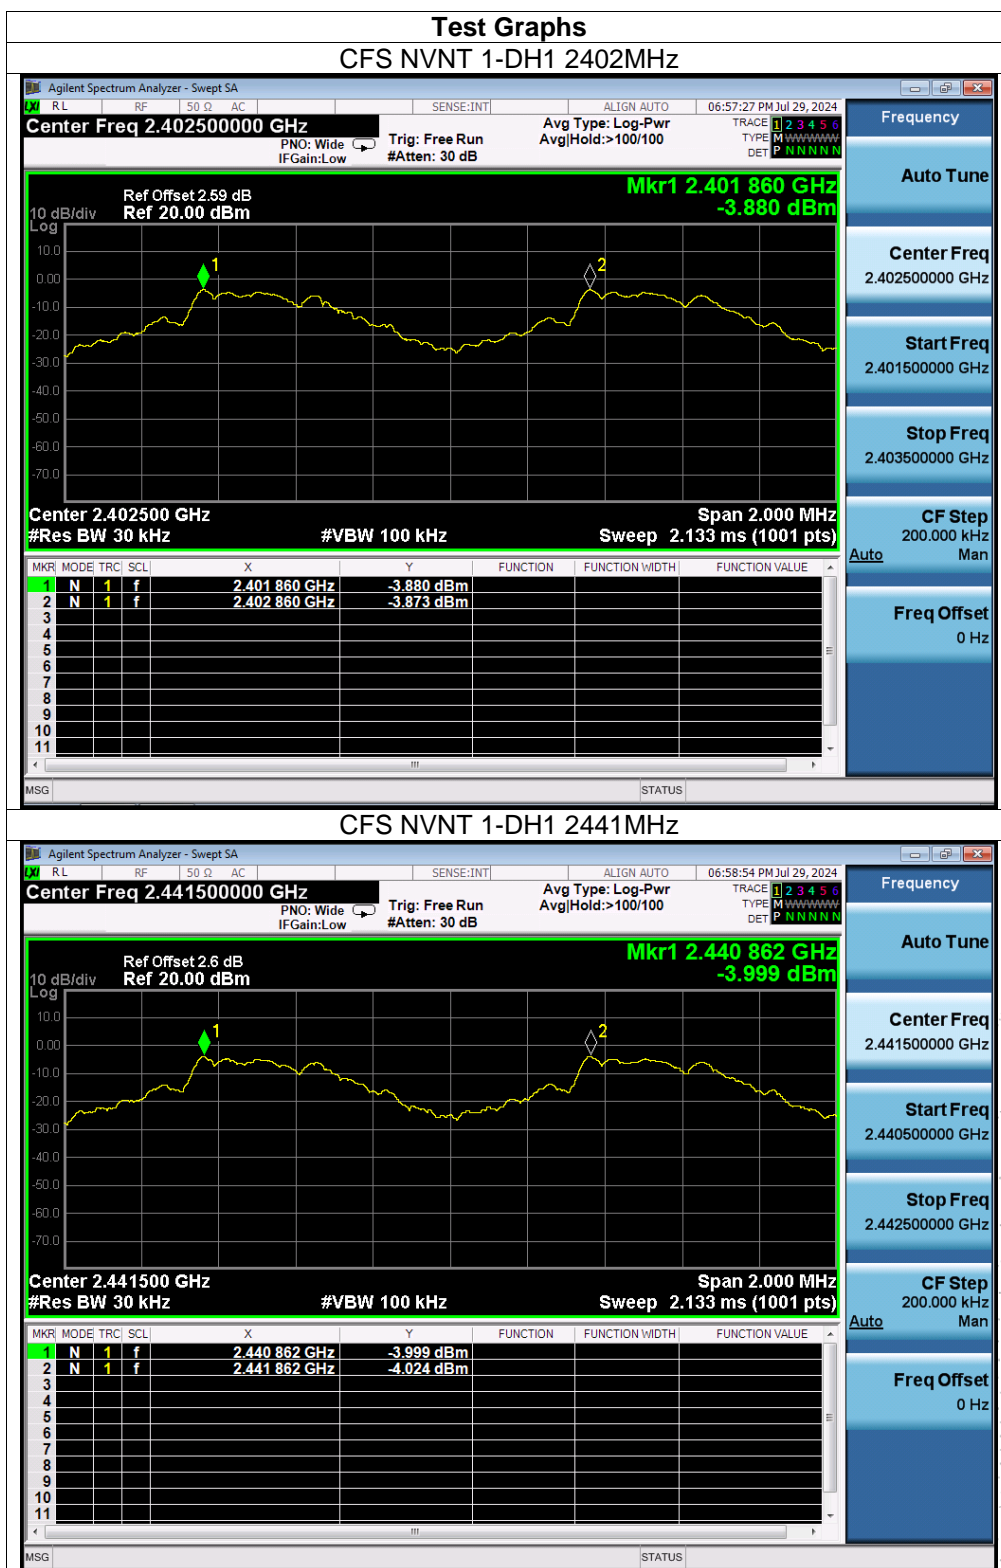 Test Graphs
CFS NVNT 1-DH1 2402MHz
Agilent Spectrum Analyzer - Swept SA
LXI RL RF 50 Ω AC SENSE:INT ALIGN AUTO 06:57:27 PM Jul 29, 2024
Center Freq 2.402500000 GHz
PNO: Wide
IFGain:Low
Trig: Free Run
#Atten: 30 dB
Avg Type: Log-Pwr
Avg|Hold:>100/100
TRACE 1 2 3 4 5 6
TYPE M W W W W W
DET P N N N N N
Frequency
Mkr1 2.401 860 GHz
-3.880 dBm
Ref Offset 2.59 dB
10 dB/div Ref 20.00 dBm
Log
10.0
0.00
-10.0
-20.0
-30.0
-40.0
-50.0
-60.0
-70.0
1
2
Center 2.402500 GHz Span 2.000 MHz
#Res BW 30 kHz #VBW 100 kHz Sweep 2.133 ms (1001 pts)
MKR MODE TRC SCL X Y FUNCTION FUNCTION WIDTH FUNCTION VALUE
1 N 1 f 2.401 860 GHz -3.880 dBm
2 N 1 f 2.402 860 GHz -3.873 dBm
3
4
5
6
7
8
9
10
11
MSG STATUS
Auto Tune
Center Freq
2.402500000 GHz
Start Freq
2.401500000 GHz
Stop Freq
2.403500000 GHz
CF Step
200.000 kHz
Auto Man
Freq Offset
0 Hz
CFS NVNT 1-DH1 2441MHz
Agilent Spectrum Analyzer - Swept SA
LXI RL RF 50 Ω AC SENSE:INT ALIGN AUTO 06:58:54 PM Jul 29, 2024
Center Freq 2.441500000 GHz
PNO: Wide
IFGain:Low
Trig: Free Run
#Atten: 30 dB
Avg Type: Log-Pwr
Avg|Hold:>100/100
TRACE 1 2 3 4 5 6
TYPE M W W W W W
DET P N N N N N
Frequency
Mkr1 2.440 862 GHz
-3.999 dBm
Ref Offset 2.6 dB
10 dB/div Ref 20.00 dBm
Log
10.0
0.00
-10.0
-20.0
-30.0
-40.0
-50.0
-60.0
-70.0
1
2
Center 2.441500 GHz Span 2.000 MHz
#Res BW 30 kHz #VBW 100 kHz Sweep 2.133 ms (1001 pts)
MKR MODE TRC SCL X Y FUNCTION FUNCTION WIDTH FUNCTION VALUE
1 N 1 f 2.440 862 GHz -3.999 dBm
2 N 1 f 2.441 862 GHz -4.024 dBm
3
4
5
6
7
8
9
10
11
MSG STATUS
Auto Tune
Center Freq
2.441500000 GHz
Start Freq
2.440500000 GHz
Stop Freq
2.442500000 GHz
CF Step
200.000 kHz
Auto Man
Freq Offset
0 Hz